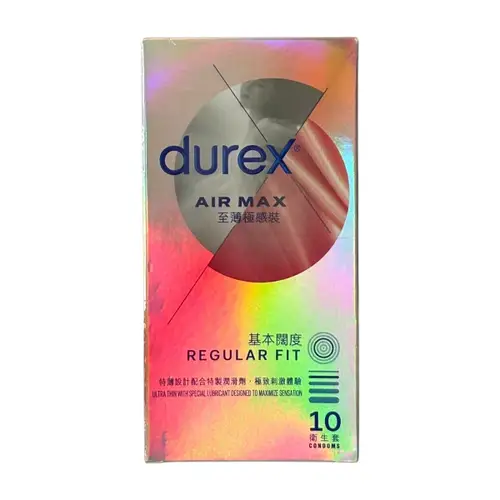 durex®
AIR MAX
至薄極感裝
基本闊度
REGULAR FIT
特薄設計配合特製潤滑劑，極致刺激體驗
ULTRA THIN WITH SPECIAL LUBRICANT DESIGNED TO MAXIMIZE SENSATION
10
衛生套
CONDOMS